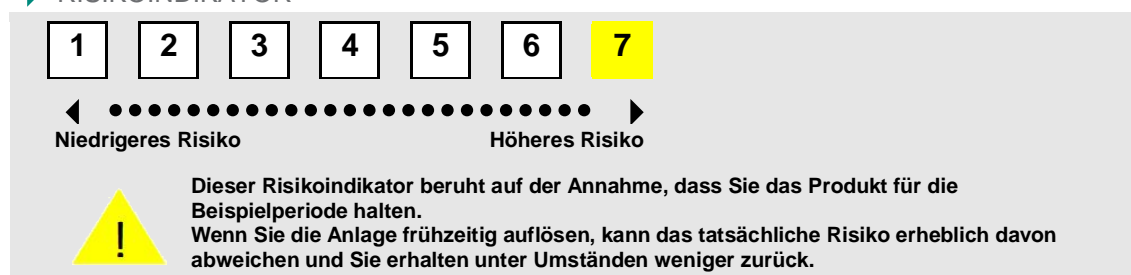 RISIKOINDIKATOR
1 2 3 4 5 6 7
Niedrigeres Risiko Höheres Risiko
Dieser Risikoindikator beruht auf der Annahme, dass Sie das Produkt für die
Beispielperiode halten.
!
Wenn Sie die Anlage frühzeitig auflösen, kann das tatsächliche Risiko erheblich davon
abweichen und Sie erhalten unter Umständen weniger zurück.